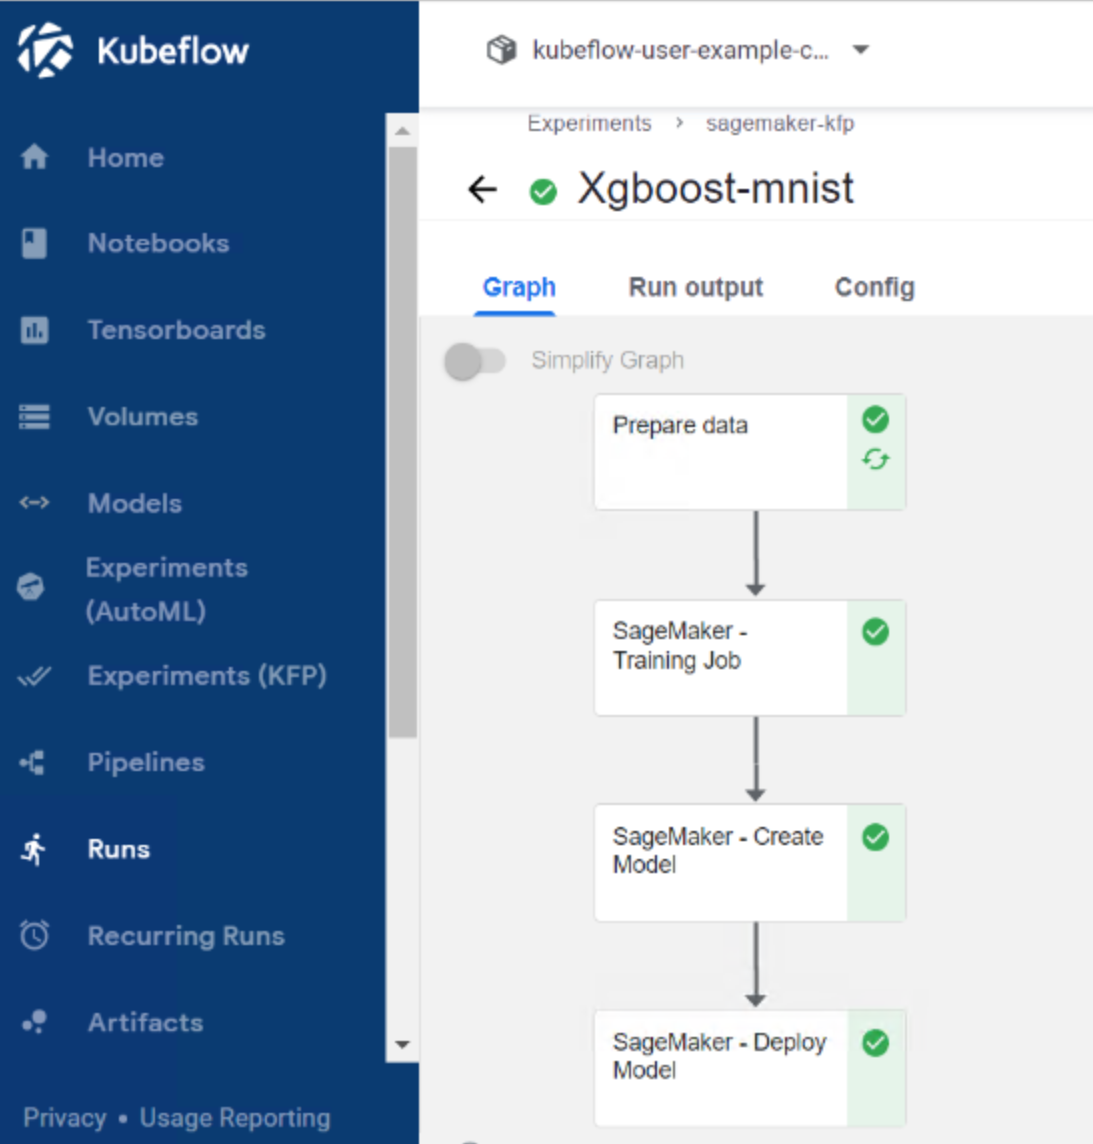 Kubeflow
Home
Notebooks
Tensorboards
Volumes
Models
Experiments
(AutoML)
Experiments (KFP)
Pipelines
Runs
Recurring Runs
Artifacts
Privacy • Usage Reporting
kubeflow-user-example-c...
Experiments > sagemaker-kfp
Xgboost-mnist
Graph Run output Config
Simplify Graph
Prepare data
SageMaker -
Training Job
SageMaker - Create
Model
SageMaker - Deploy
Model